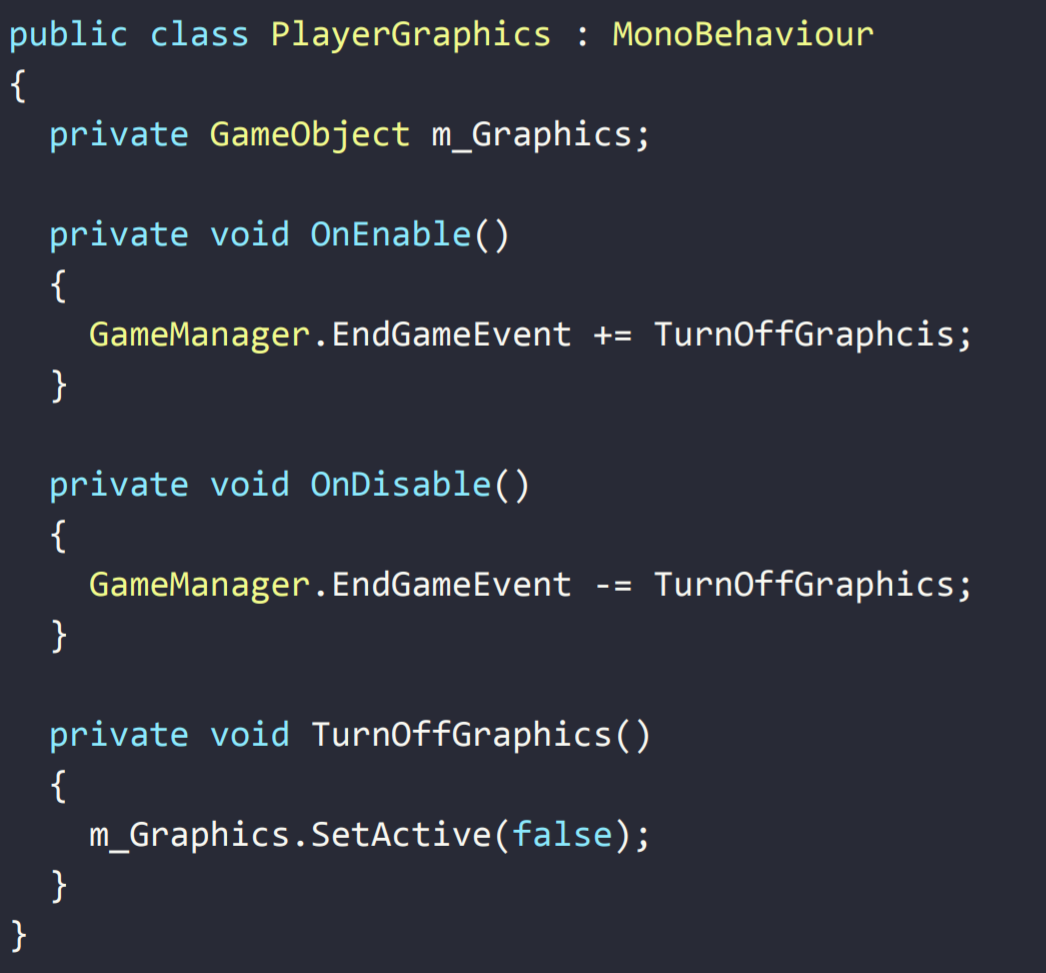 public class PlayerGraphics : MonoBehaviour
{
  private GameObject m_Graphics;

  private void OnEnable()
  {
    GameManager.EndGameEvent += TurnOffGraphcis;
  }

  private void OnDisable()
  {
    GameManager.EndGameEvent -= TurnOffGraphics;
  }

  private void TurnOffGraphics()
  {
    m_Graphics.SetActive(false);
  }
}